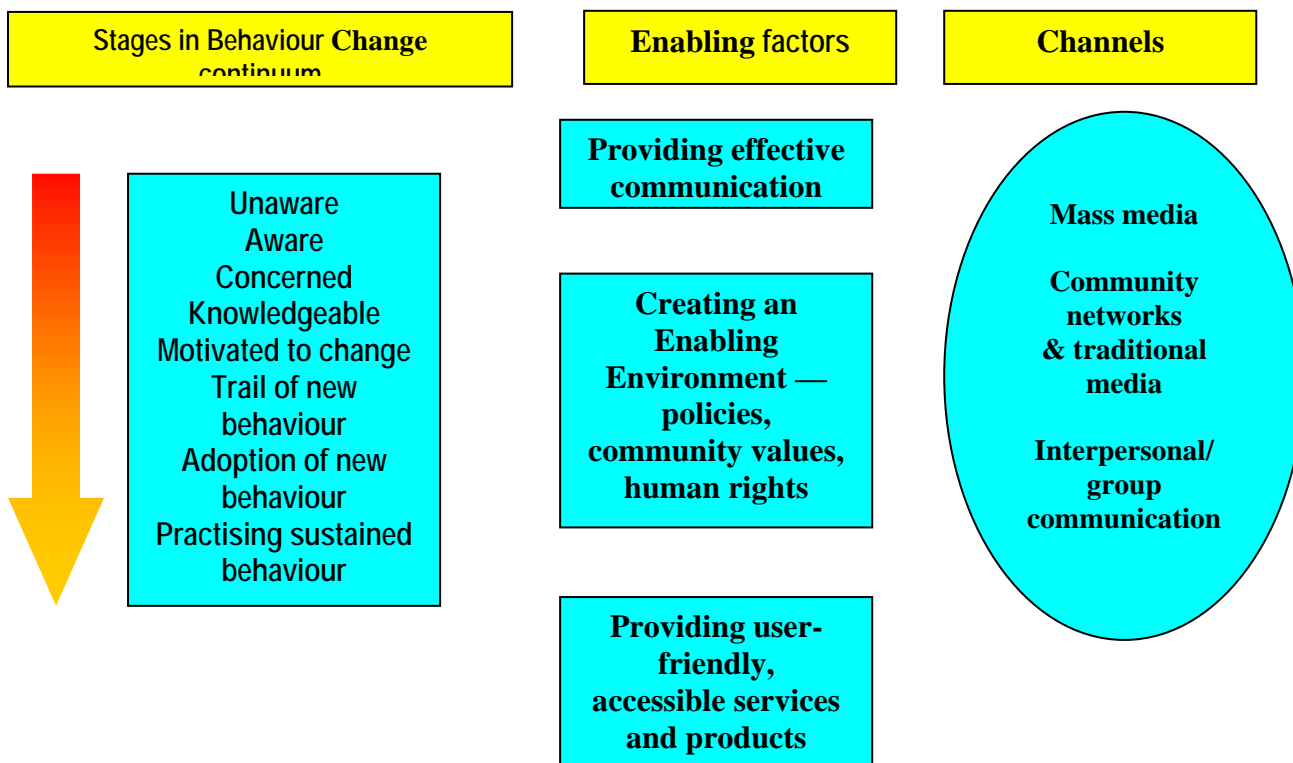 Stages in Behaviour Change
continuum
Enabling factors
Channels
Unaware
Aware
Concerned
Knowledgeable
Motivated to change
Trail of new
behaviour
Adoption of new
behaviour
Practising sustained
behaviour
Providing effective
communication
Creating an
Enabling
Environment —
policies,
community values,
human rights
Providing user-
friendly,
accessible services
and products
Mass media
Community
networks
& traditional
media
Interpersonal/
group
communication